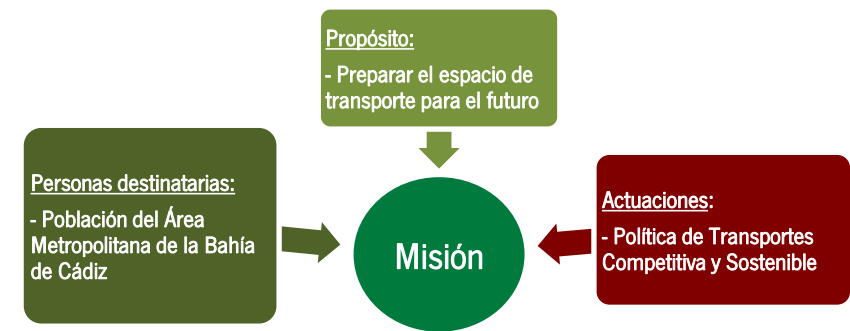 Propósito:
- Preparar el espacio de
transporte para el futuro
Personas destinatarias:
- Población del Área
Metropolitana de la Bahía
de Cádiz
Misión
Actuaciones:
- Política de Transportes
Competitiva y Sostenible